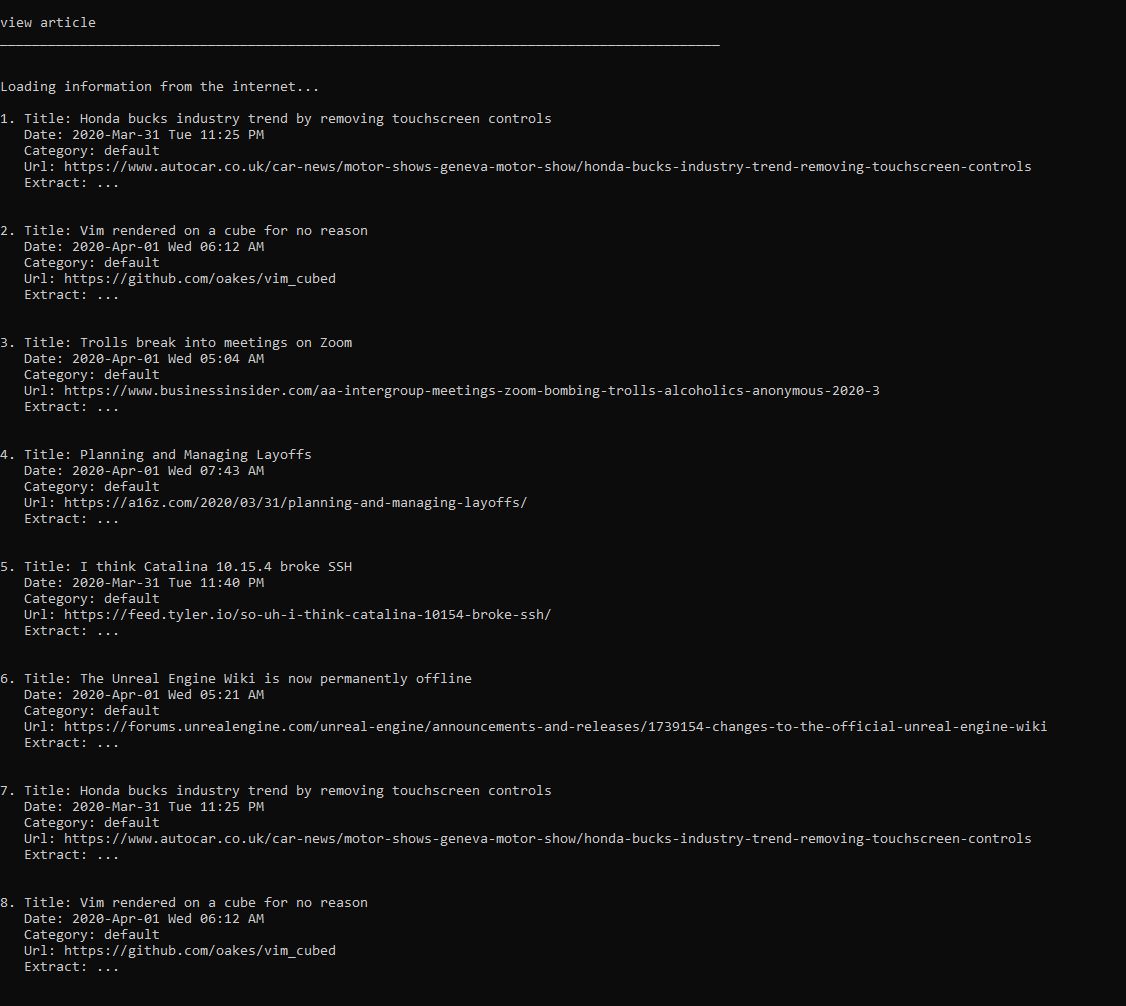 view article
Loading information from the internet...
1. Title: Honda bucks industry trend by removing touchscreen controls
Date: 2020-Mar-31 Tue 11:25 PM
Category: default
Url: https://www.autocar.co.uk/car-news/motor-shows-geneva-motor-show/honda-bucks-industry-trend-removing-touchscreen-controls
Extract: ...
2. Title: Vim rendered on a cube for no reason
Date: 2020-Apr-01 Wed 06:12 AM
Category: default
Url: https://github.com/oakes/vim_cubed
Extract: ...
3. Title: Trolls break into meetings on Zoom
Date: 2020-Apr-01 Wed 05:04 AM
Category: default
Url: https://www.businessinsider.com/aa-intergroup-meetings-zoom-bombing-trolls-alcoholics-anonymous-2020-3
Extract: ...
4. Title: Planning and Managing Layoffs
Date: 2020-Apr-01 Wed 07:43 AM
Category: default
Url: https://a16z.com/2020/03/31/planning-and-managing-layoffs/
Extract: ...
5. Title: I think Catalina 10.15.4 broke SSH
Date: 2020-Mar-31 Tue 11:40 PM
Category: default
Url: https://feed.tyler.io/so-uh-i-think-catalina-10154-broke-ssh/
Extract: ...
6. Title: The Unreal Engine Wiki is now permanently offline
Date: 2020-Apr-01 Wed 05:21 AM
Category: default
Url: https://forums.unrealengine.com/unreal-engine/announcements-and-releases/1739154-changes-to-the-official-unreal-engine-wiki
Extract: ...
7. Title: Honda bucks industry trend by removing touchscreen controls
Date: 2020-Mar-31 Tue 11:25 PM
Category: default
Url: https://www.autocar.co.uk/car-news/motor-shows-geneva-motor-show/honda-bucks-industry-trend-removing-touchscreen-controls
Extract: ...
8. Title: Vim rendered on a cube for no reason
Date: 2020-Apr-01 Wed 06:12 AM
Category: default
Url: https://github.com/oakes/vim_cubed
Extract: ...